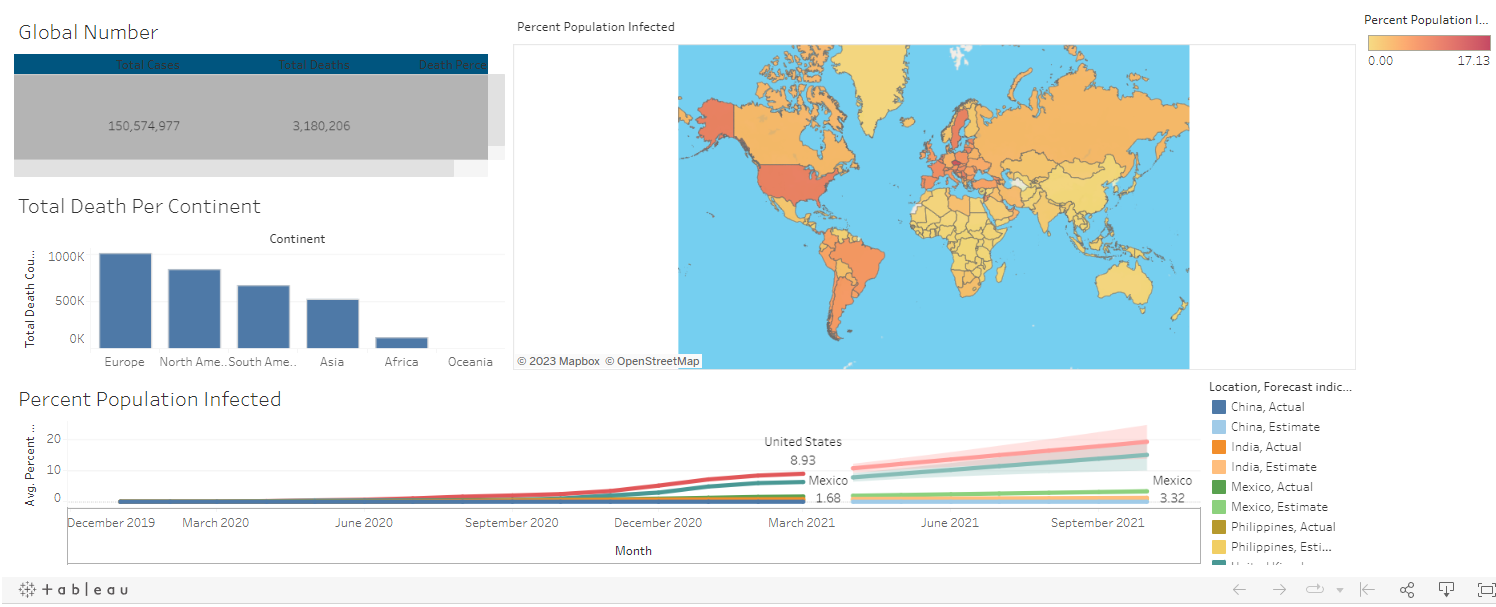 Global Number
Total Cases Total Deaths Death Perce
150,574,977 3,180,206
Total Death Per Continent
Continent
Total Death Cou..
1000K
500K
0K
Europe North Ame.. South Ame.. Asia Africa Oceania
Percent Population Infected
© 2023 Mapbox © OpenStreetMap
Percent Population I...
0.00 17.13
Percent Population Infected
Avg. Percent ..
20
10
0
United States
8.93
Mexico
1.68
Mexico
3.32
December 2019 March 2020 June 2020 September 2020 December 2020 March 2021 June 2021 September 2021
Month
Location, Forecast indic...
China, Actual
China, Estimate
India, Actual
India, Estimate
Mexico, Actual
Mexico, Estimate
Philippines, Actual
Philippines, Esti...
+ a b | e a u